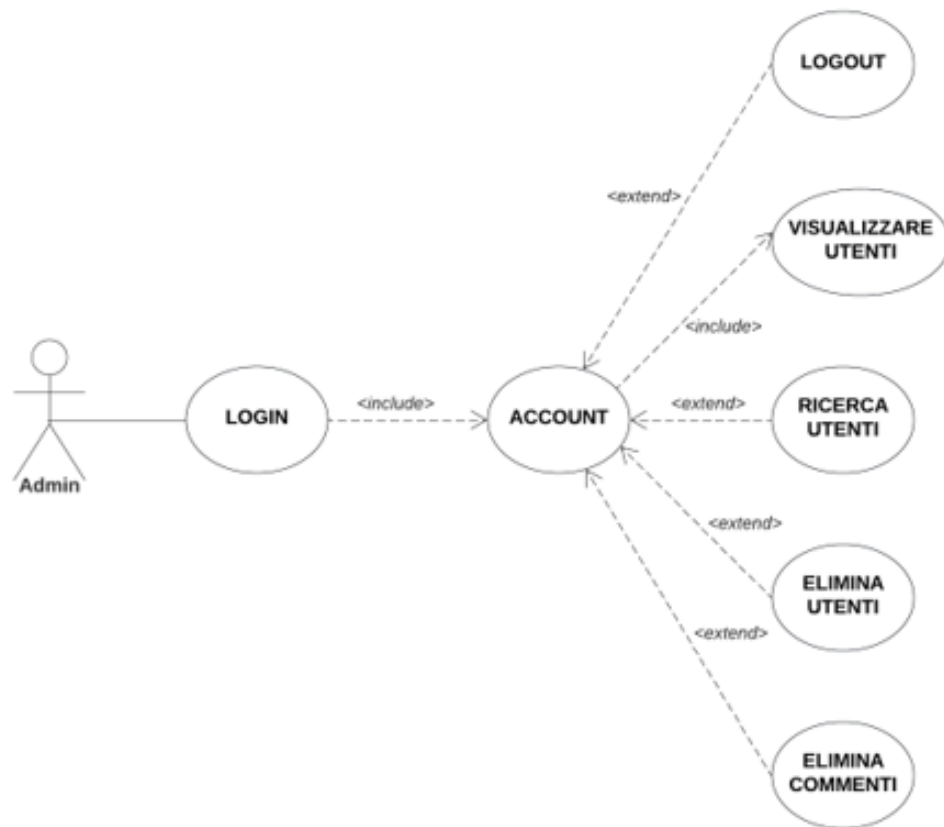 LOGOUT
<extend>
VISUALIZZARE
UTENTI
<include>
Admin
LOGIN
<include>
ACCOUNT
<extend>
RICERCA
UTENTI
<extend>
ELIMINA
UTENTI
<extend>
ELIMINA
COMMENTI